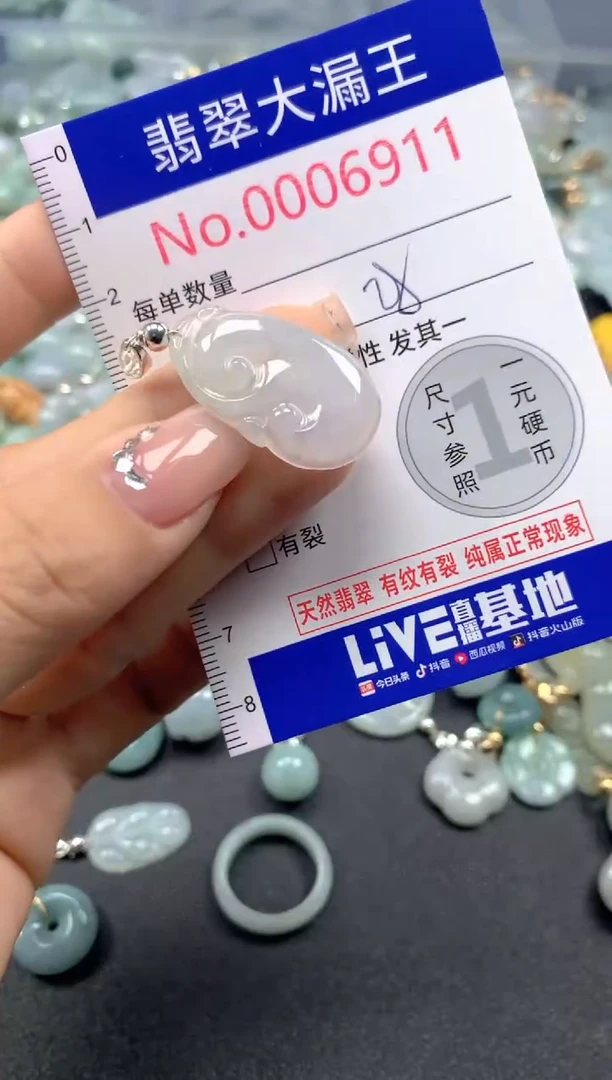 翡翠大漏王
No.0006911
0
1
2
每单数量
28
性 发其一
一元硬币
1
尺寸参照
有裂
天然翡翠 有纹有裂 纯属正常现象
7
LiVE直播基地
8
今日头条 抖音 西瓜视频 抖音火山版